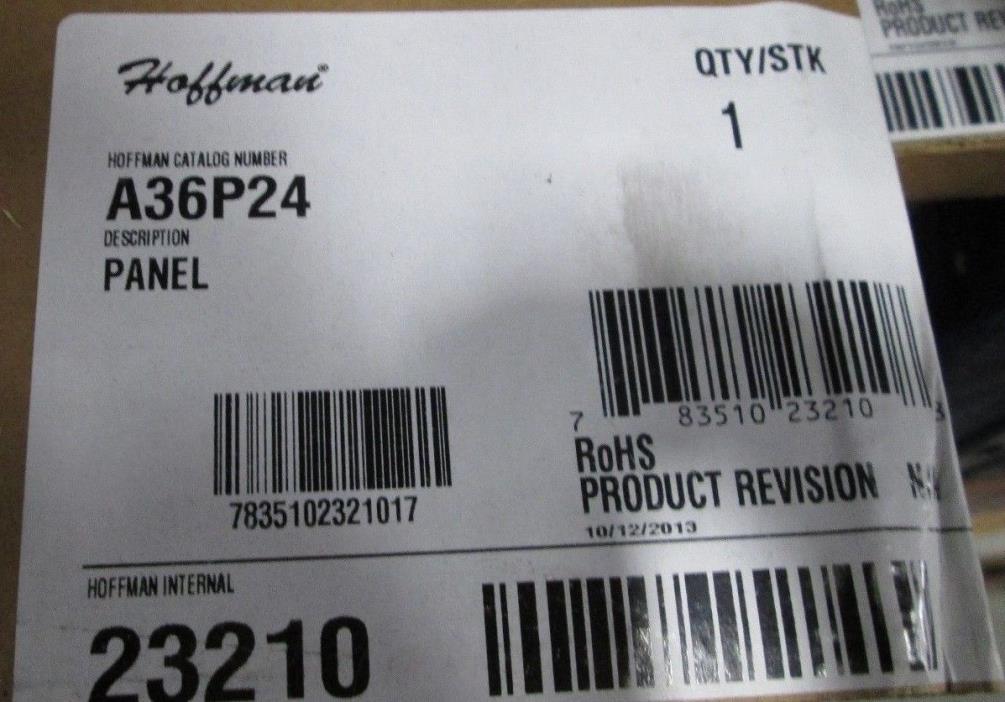 Hoffman®
QTY/STK
1
HOFFMAN CATALOG NUMBER
A36P24
DESCRIPTION
PANEL
7 83510 23210 3
7835102321017
RoHS
PRODUCT REVISION
10/12/2013
HOFFMAN INTERNAL
23210
RoHS
PRODUCT RE